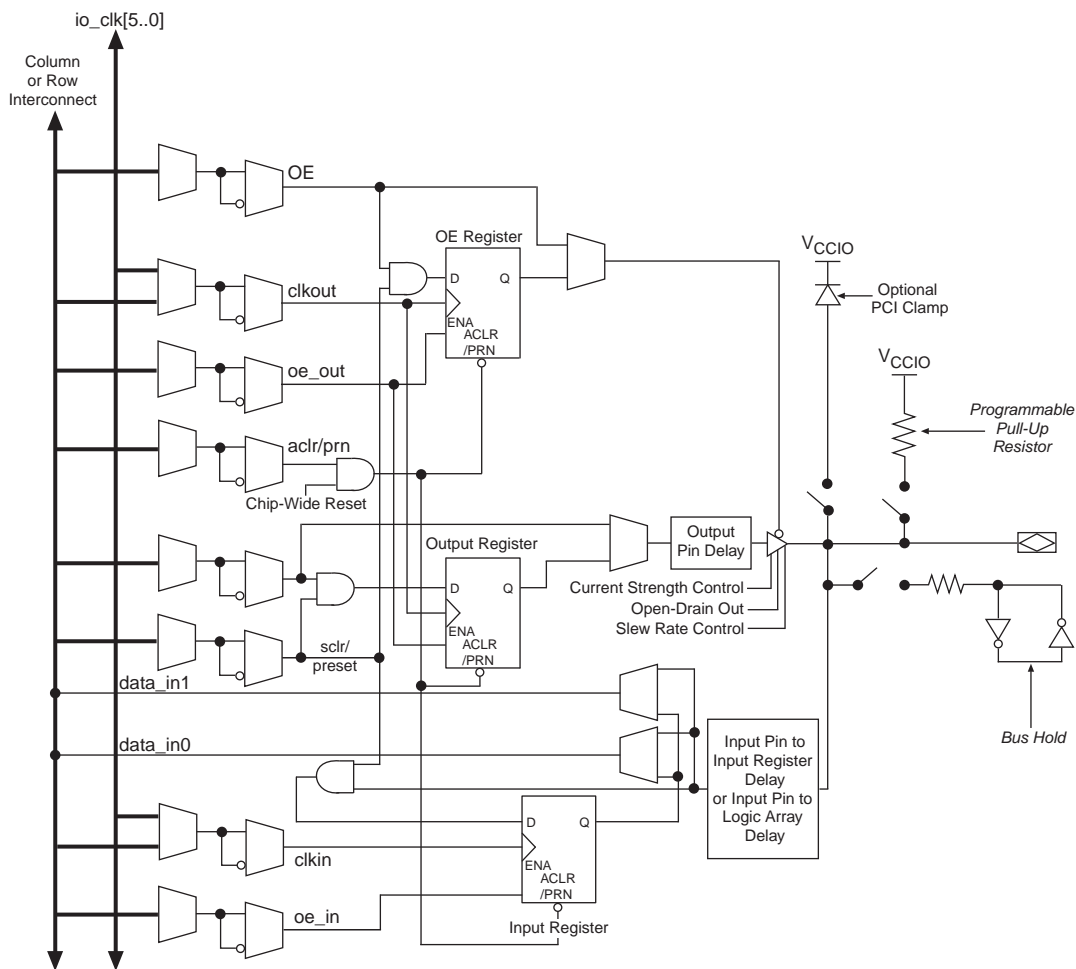 io_clk[5..0]
Column
or Row
Interconnect
OE
OE Register
VCCIO
D
Q
clkout
Optional
PCI Clamp
ENA
ACLR
/PRN
VCCIO
oe_out
Programmable
Pull-Up
Resistor
aclr/prn
Chip-Wide Reset
Output Register
Output
Pin Delay
D
Q
Current Strength Control
Open-Drain Out
Slew Rate Control
ENA
ACLR
/PRN
sclr/
preset
data_in1
data_in0
Bus Hold
Input Pin to
Input Register
Delay
or Input Pin to
Logic Array
Delay
D
Q
clkin
ENA
ACLR
/PRN
oe_in
Input Register